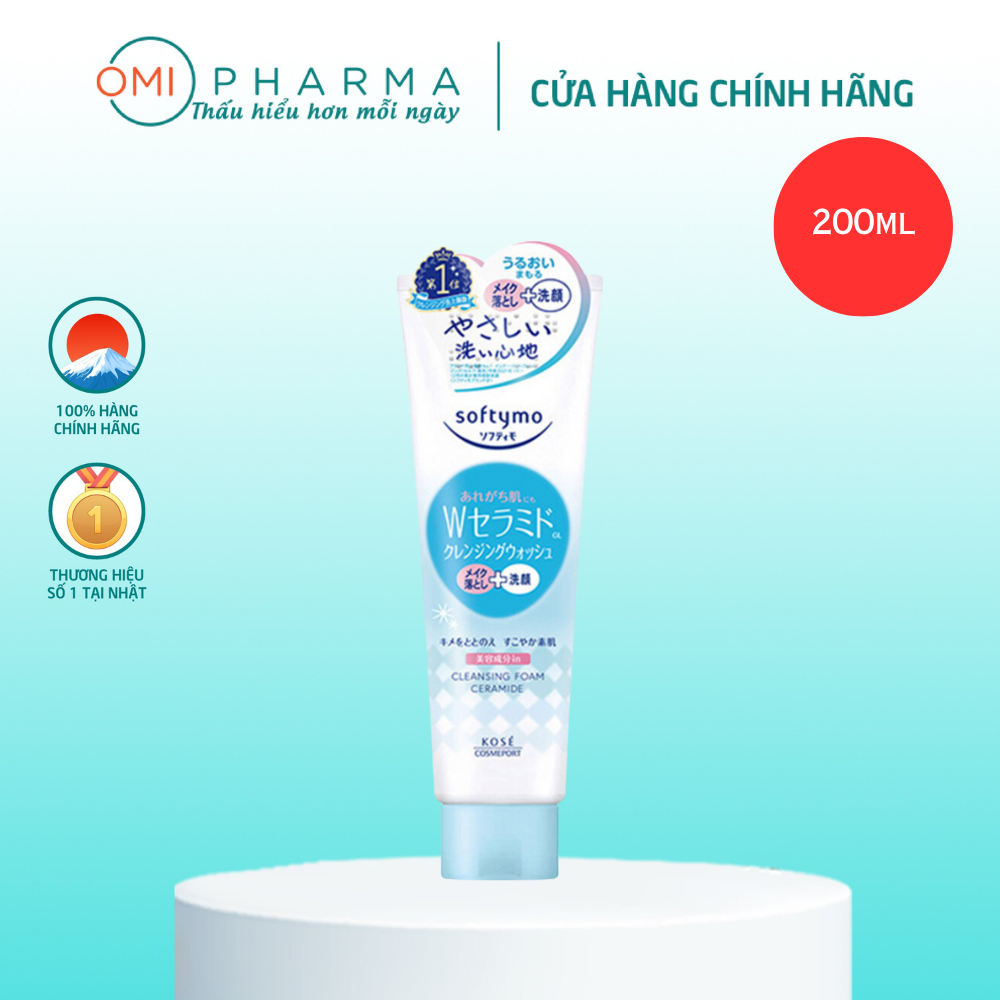 OMI PHARMA
Thấu hiểu hơn mỗi ngày
CỬA HÀNG CHÍNH HÃNG
200ML
100% HÀNG
CHÍNH HÃNG
1
THƯƠNG HIỆU
SỐ 1 TẠI NHẬT
第1位
うるおい
まもる
メイク
落とし
+
洗顔
やさしい
洗い心地
softymo
ソフティモ
あれがち肌にも
Wセラミド
クレンジングウォッシュ
メイク
落とし
+
洗顔
キメをととのえ すこやか素肌
美容成分in
CLEANSING FOAM
CERAMIDE
KOSÉ
COSMEPORT